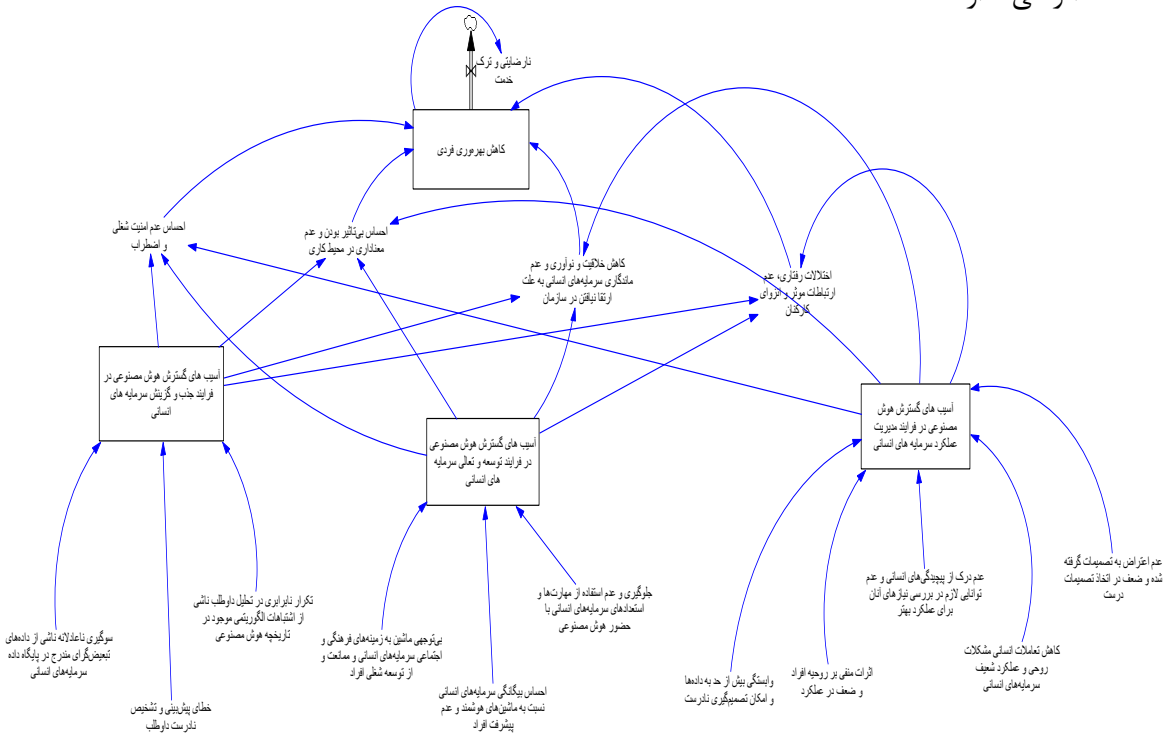 نارضایتی و ترک
خدمت
کاهش بهره‌وری فردی
احساس عدم امنیت شغلی
و اضطراب
احساس بی‌تاثیر بودن و عدم
معناداری در محیط کاری
کاهش خلاقیت و نوآوری و عدم
ماندگاری سرمایه‌های انسانی به علت
ارتقا نیافتن در سازمان
اختلالات رفتاری، عدم
ارتباطات موثر و انزوای
کارکنان
آسیب های گسترش هوش مصنوعی در
فرایند جذب و گزینش سرمایه های
انسانی
آسیب های گسترش هوش مصنوعی
در فرایند توسعه و تعالی سرمایه
های انسانی
آسیب های گسترش هوش
مصنوعی در فرایند مدیریت
عملکرد سرمایه های انسانی
سوگیری ناعادلانه ناشی از داده‌های
تبعیض‌گرای مندرج در پایگاه داده
سرمایه‌های انسانی
خطای پیش‌بینی و تشخیص
نادرست داوطلب
تکرار نابرابری در تحلیل داوطلب ناشی
از اشتباهات الگوریتمی موجود در
تاریخچه هوش مصنوعی
بی‌توجهی ماشین به زمینه‌های فرهنگی و
اجتماعی سرمایه‌های انسانی و ممانعت و
از توسعه شغلی افراد
احساس بیگانگی سرمایه‌های انسانی
نسبت به ماشین‌های هوشمند و عدم
پیشرفت افراد
جلوگیری و عدم استفاده از مهارت‌ها و
استعدادهای سرمایه‌های انسانی با
حضور هوش مصنوعی
وابستگی بیش از حد به داده‌ها
و امکان تصمیم‌گیری نادرست
اثرات منفی بر روحیه افراد
و ضعف در عملکرد
عدم درک از پیچیدگی‌های انسانی و عدم
توانایی لازم در بررسی نیازهای آنان
برای عملکرد بهتر
کاهش تعاملات انسانی مشکلات
روحی و عملکرد ضعیف
سرمایه‌های انسانی
عدم اعتراض به تصمیمات گرفته
شده و ضعف در اتخاذ تصمیمات
درست